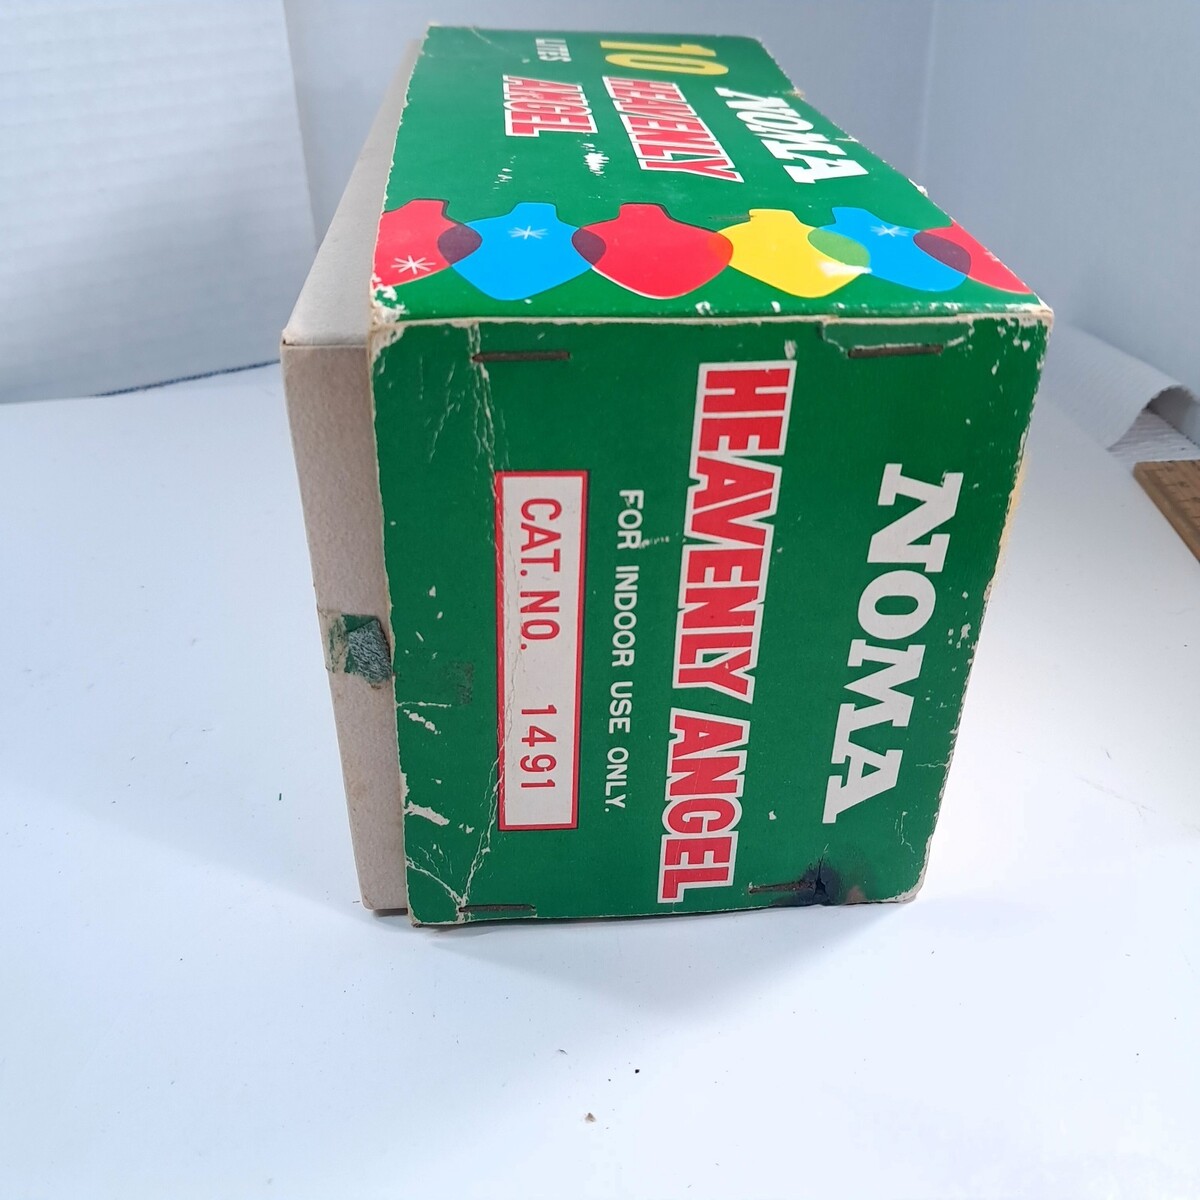 NOMA
10 HEAVENLY
LITES ANGEL
NOMA
HEAVENLY ANGEL
FOR INDOOR USE ONLY.
CAT. NO. 1491